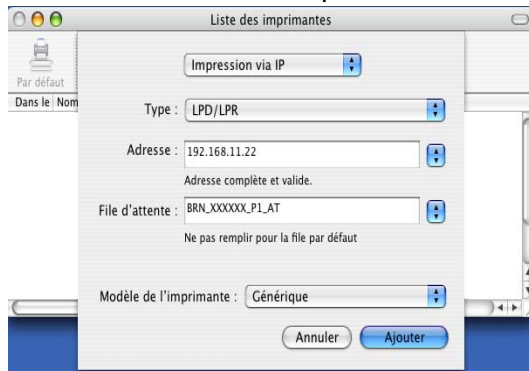 Liste des imprimantes
Par défaut
Dans le Nom
Impression via IP
Type : LPD/LPR
Adresse : 192.168.11.22
Adresse complète et valide.
File d'attente : BRN_XXXXXX_P1_AT
Ne pas remplir pour la file par défaut
Modèle de l'imprimante : Générique
Annuler Ajouter